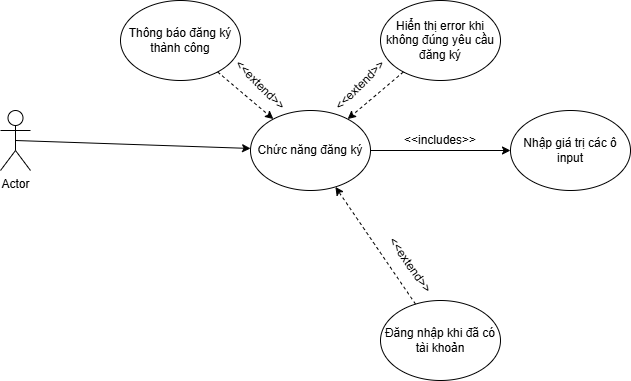 Thông báo đăng ký
thành công
Hiển thị error khi
không đúng yêu cầu
đăng ký
<<extend>>
<<extend>>
Chức năng đăng ký
<<includes>>
Nhập giá trị các ô
input
Actor
<<extend>>
Đăng nhập khi đã có
tài khoản